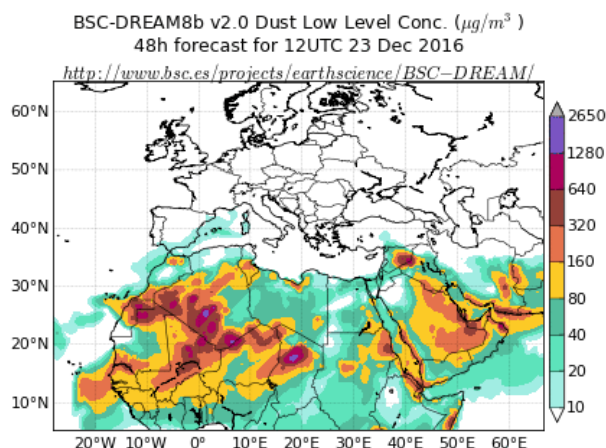 BSC-DREAM8b v2.0 Dust Low Level Conc. (μg/m³ )
48h forecast for 12UTC 23 Dec 2016
http://www.bsc.es/projects/earthscience/BSC−DREAM/
60°N
50°N
40°N
30°N
20°N
10°N
20°W 10°W 0° 10°E 20°E 30°E 40°E 50°E 60°E
2650
1280
640
320
160
80
40
20
10